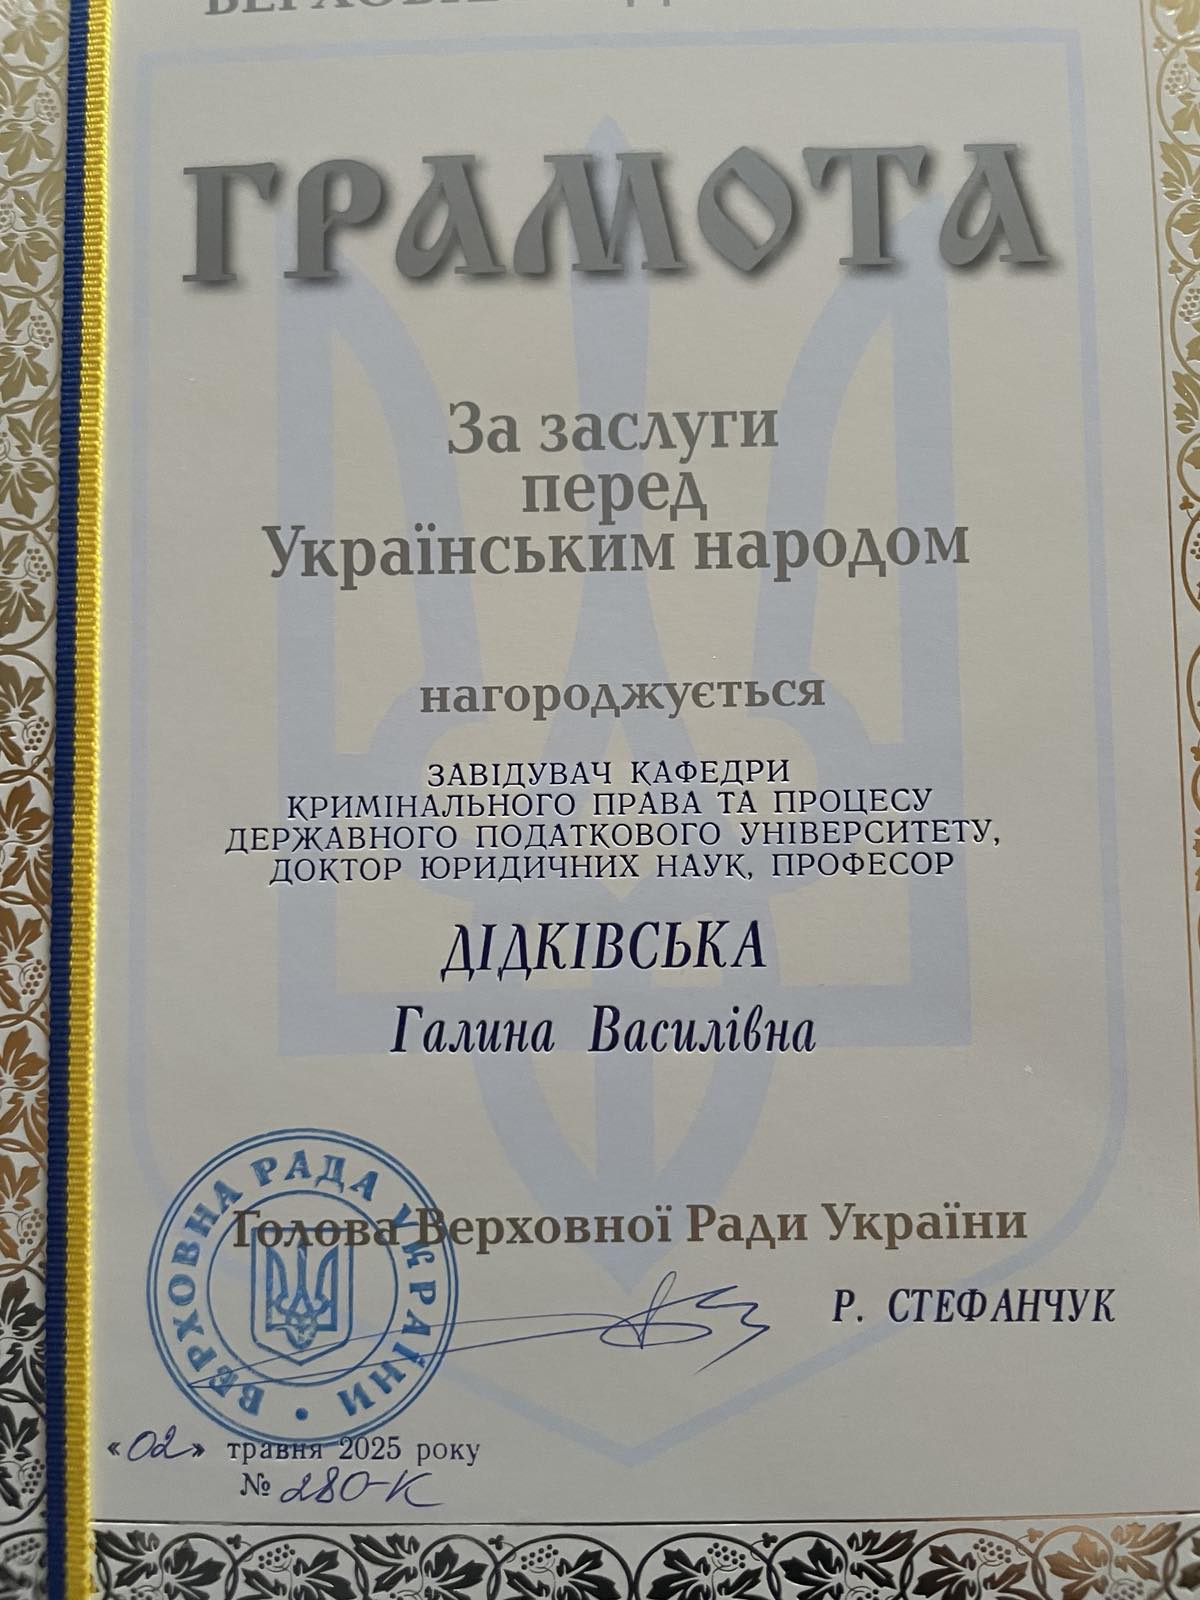 ГРАМОТА
За заслуги
перед
Українським народом
нагороджується
ЗАВІДУВАЧ КАФЕДРИ
КРИМІНАЛЬНОГО ПРАВА ТА ПРОЦЕСУ
ДЕРЖАВНОГО ПОДАТКОВОГО УНІВЕРСИТЕТУ,
ДОКТОР ЮРИДИЧНИХ НАУК, ПРОФЕСОР
ДІДКІВСЬКА
Галина Василівна
Голова Верховної Ради України
Р. СТЕФАНЧУК
ВЕРХОВНА РАДА УКРАЇНИ
«02» травня 2025 року
№ 280-К